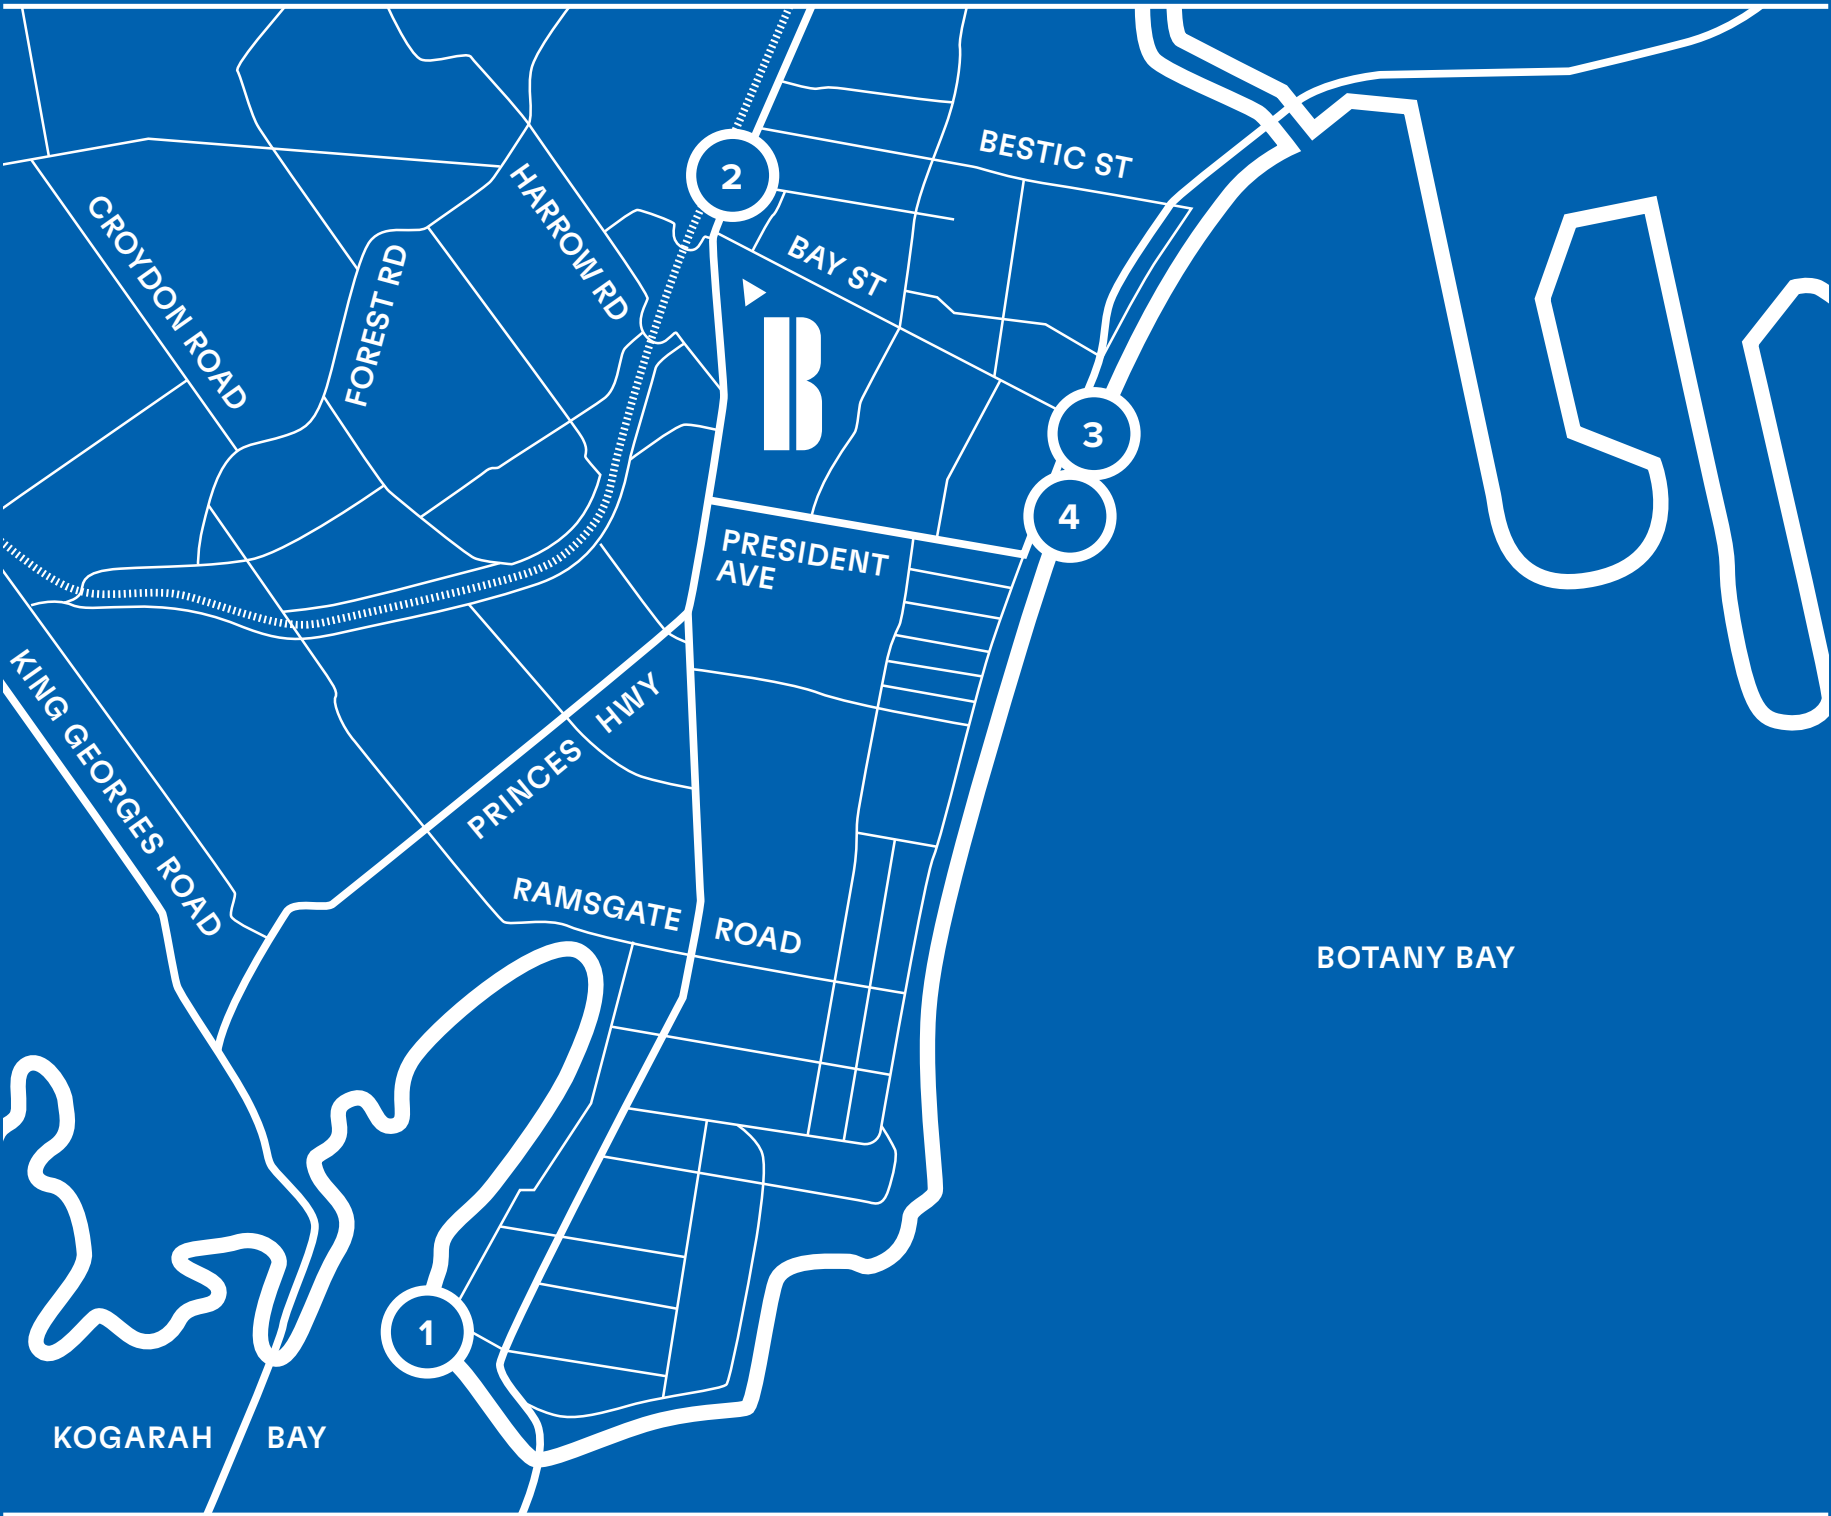 BESTIC ST
2
HARROW RD
CROYDON ROAD
FOREST RD
BAY ST
B
3
4
PRESIDENT
AVE
KING GEORGES ROAD
PRINCES HWY
RAMSGATE ROAD
BOTANY BAY
1
KOGARAH BAY